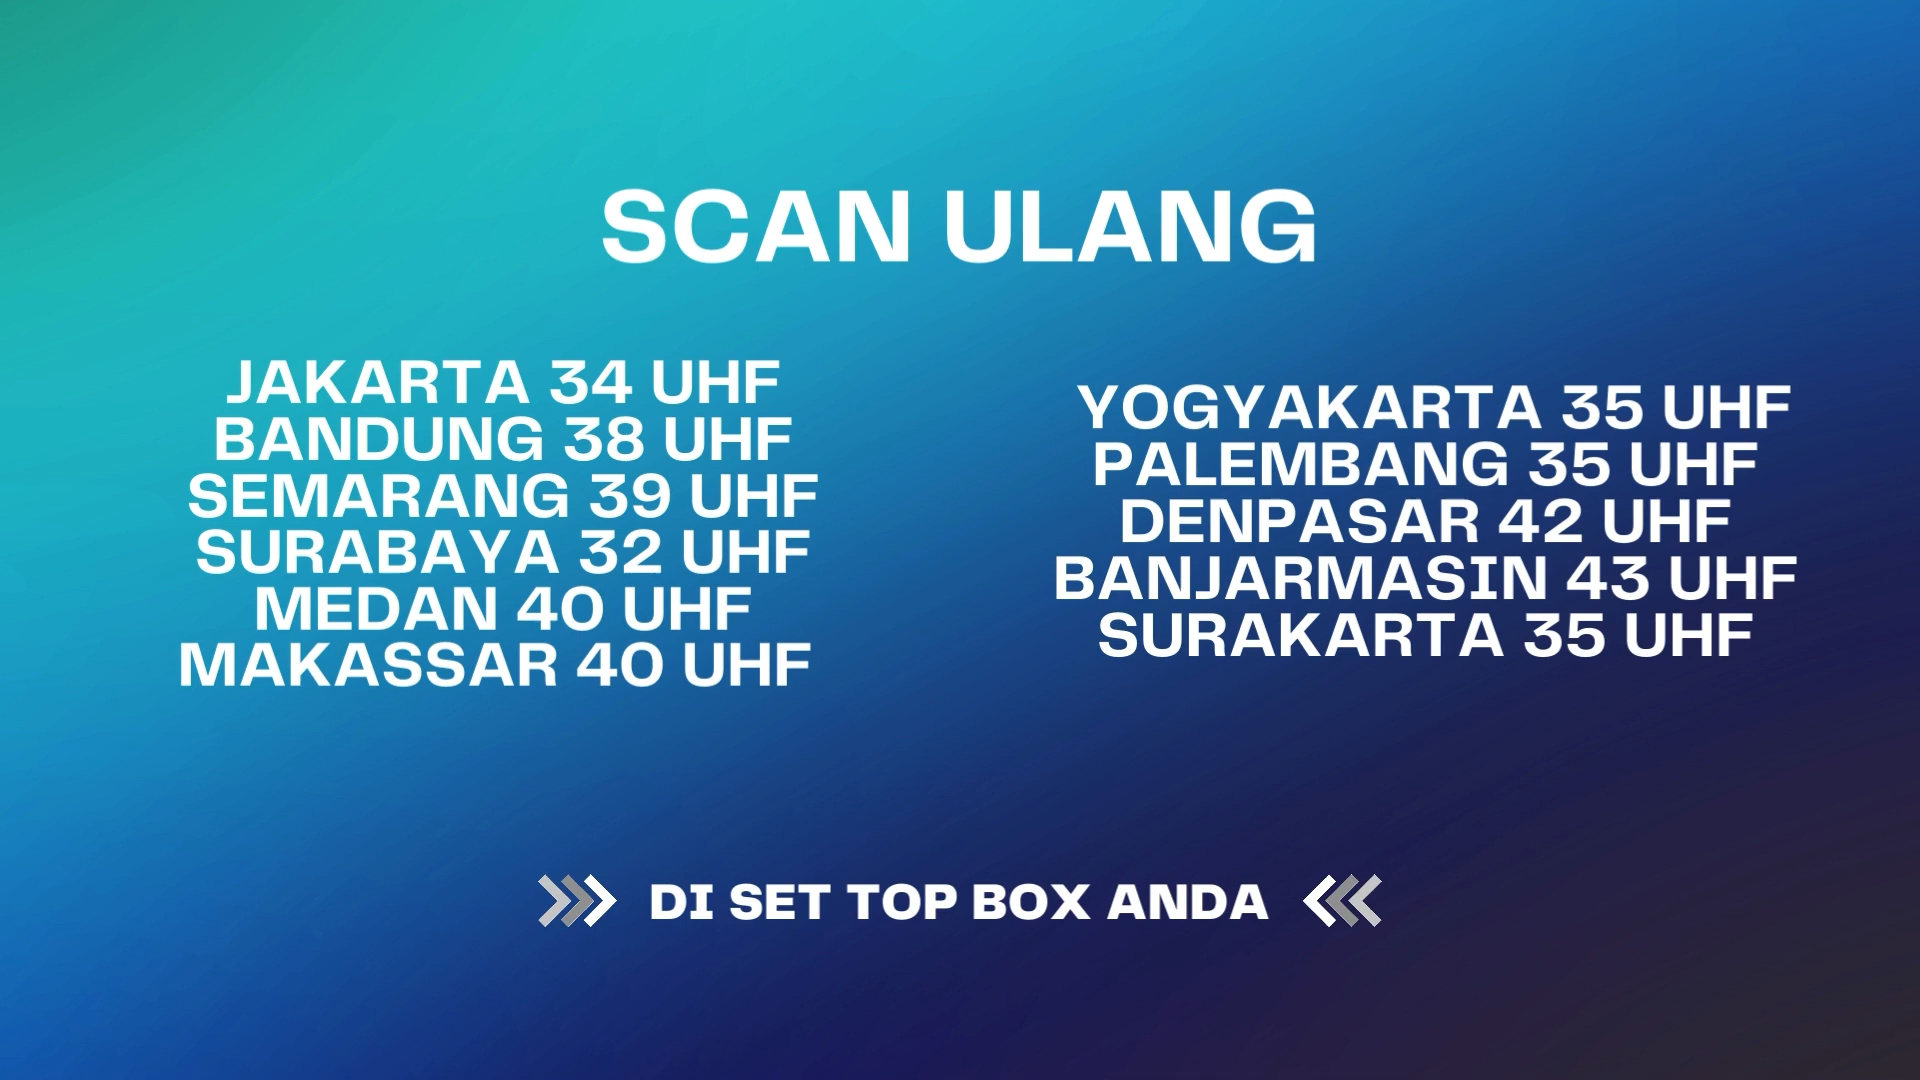 SCAN ULANG
JAKARTA 34 UHF
BANDUNG 38 UHF
SEMARANG 39 UHF
SURABAYA 32 UHF
MEDAN 40 UHF
MAKASSAR 40 UHF
YOGYAKARTA 35 UHF
PALEMBANG 35 UHF
DENPASAR 42 UHF
BANJARMASIN 43 UHF
SURAKARTA 35 UHF
DI SET TOP BOX ANDA